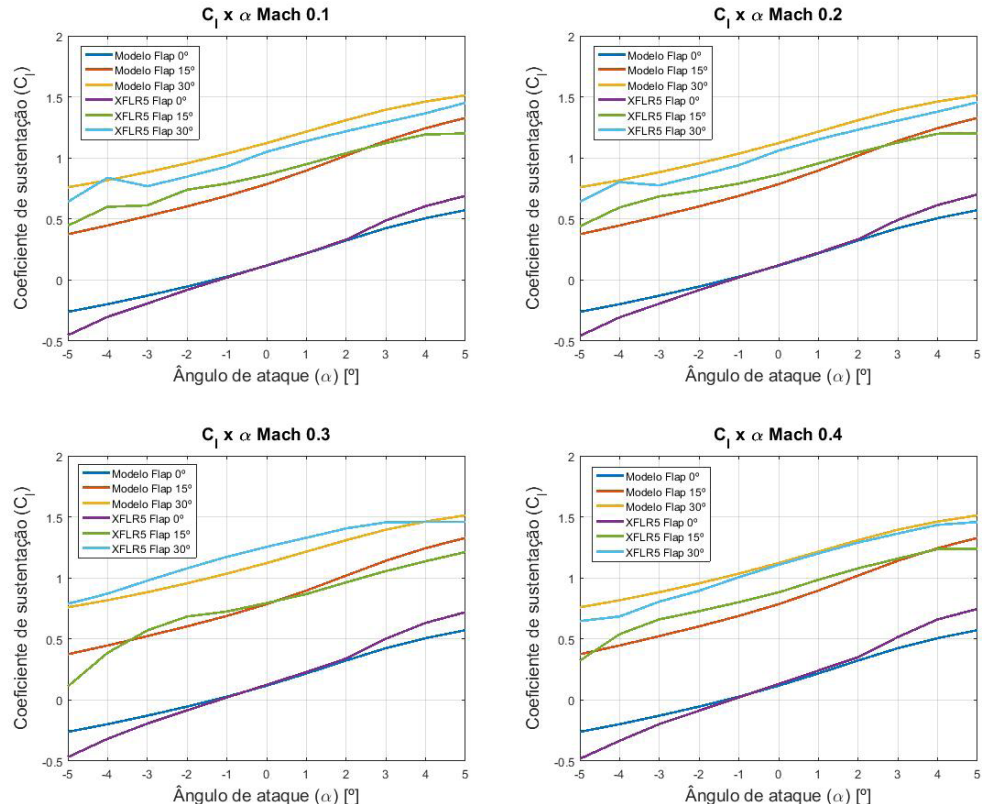 C_l x α Mach 0.1
Coeficiente de sustentação (C_l)
2
1.5
1
0.5
0
-0.5
Modelo Flap 0º
Modelo Flap 15º
Modelo Flap 30º
XFLR5 Flap 0º
XFLR5 Flap 15º
XFLR5 Flap 30º
-5 -4 -3 -2 -1 0 1 2 3 4 5
Ângulo de ataque (α) [º]
C_l x α Mach 0.2
Coeficiente de sustentação (C_l)
2
1.5
1
0.5
0
-0.5
Modelo Flap 0º
Modelo Flap 15º
Modelo Flap 30º
XFLR5 Flap 0º
XFLR5 Flap 15º
XFLR5 Flap 30º
-5 -4 -3 -2 -1 0 1 2 3 4 5
Ângulo de ataque (α) [º]
C_l x α Mach 0.3
Coeficiente de sustentação (C_l)
2
1.5
1
0.5
0
-0.5
Modelo Flap 0º
Modelo Flap 15º
Modelo Flap 30º
XFLR5 Flap 0º
XFLR5 Flap 15º
XFLR5 Flap 30º
-5 -4 -3 -2 -1 0 1 2 3 4 5
Ângulo de ataque (α) [º]
C_l x α Mach 0.4
Coeficiente de sustentação (C_l)
2
1.5
1
0.5
0
-0.5
Modelo Flap 0º
Modelo Flap 15º
Modelo Flap 30º
XFLR5 Flap 0º
XFLR5 Flap 15º
XFLR5 Flap 30º
-5 -4 -3 -2 -1 0 1 2 3 4 5
Ângulo de ataque (α) [º]